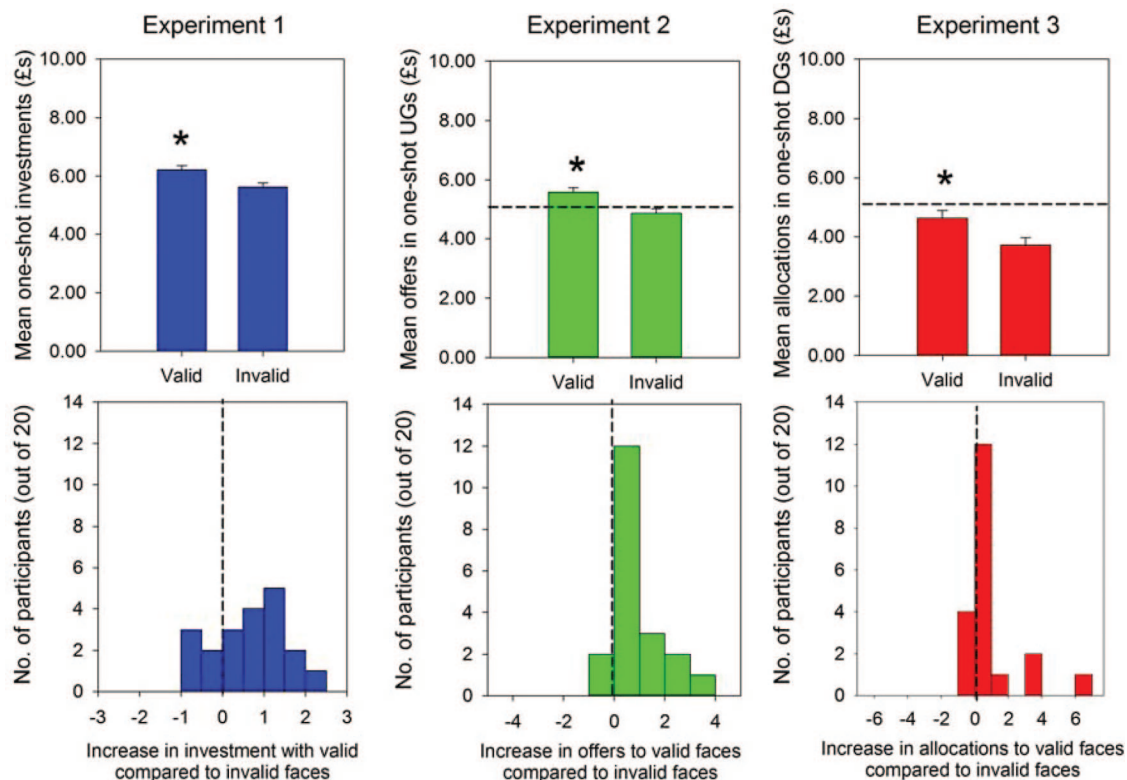 Experiment 1
Experiment 2
Experiment 3
Mean one-shot investments (£s)
10.00
8.00
6.00
4.00
2.00
0.00
*
Valid
Invalid
Mean offers in one-shot UGs (£s)
10.00
8.00
6.00
4.00
2.00
0.00
*
Valid
Invalid
Mean allocations in one-shot DGs (£s)
10.00
8.00
6.00
4.00
2.00
0.00
*
Valid
Invalid
No. of participants (out of 20)
14
12
10
8
6
4
2
0
-3 -2 -1 0 1 2 3
Increase in investment with valid
compared to invalid faces
No. of participants (out of 20)
14
12
10
8
6
4
2
0
-4 -2 0 2 4
Increase in offers to valid faces
compared to invalid faces
No. of participants (out of 20)
14
12
10
8
6
4
2
0
-6 -4 -2 0 2 4 6
Increase in allocations to valid faces
compared to invalid faces